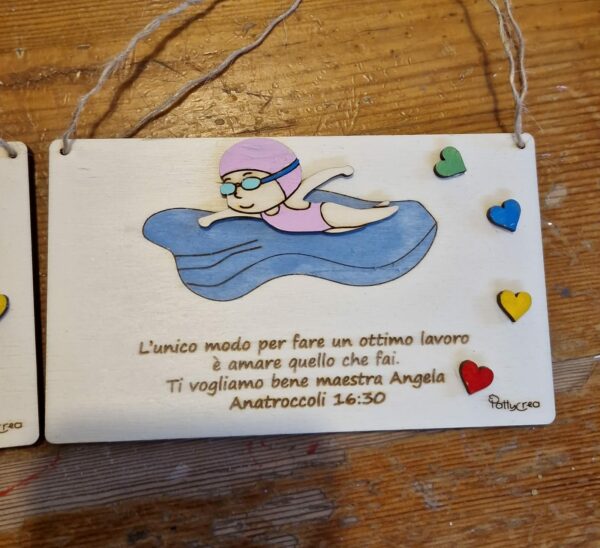 L'unico modo per fare un ottimo lavoro
è amare quello che fai.
Ti vogliamo bene maestra Angela
Anatroccoli 16:30
PattyCrea